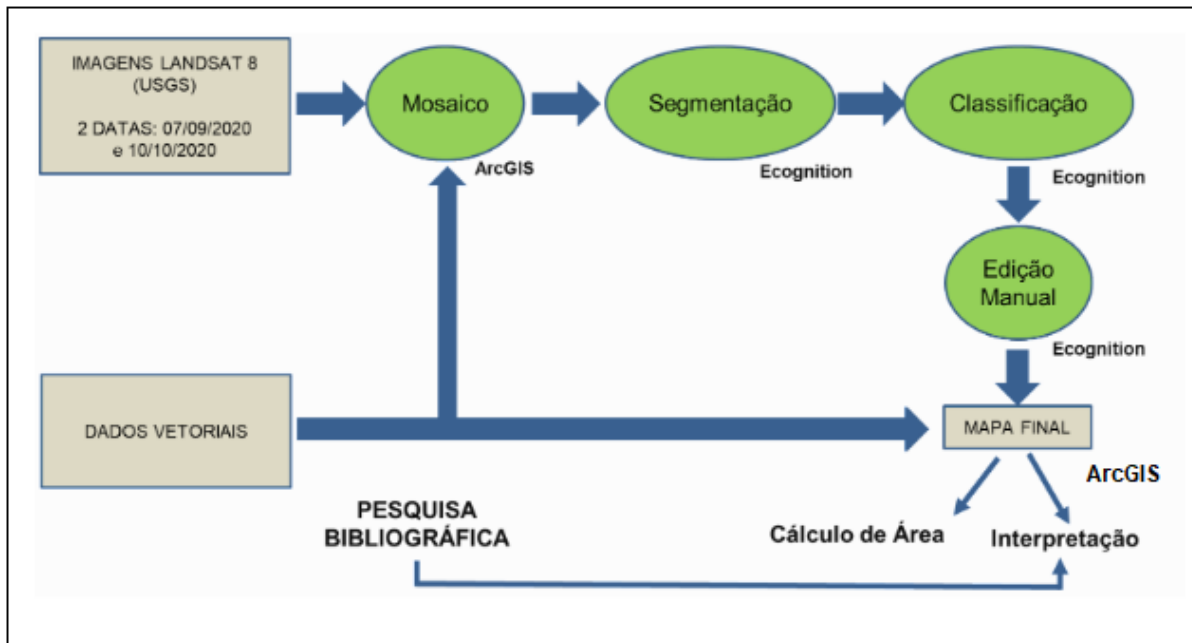 IMAGENS LANDSAT 8
(USGS)
2 DATAS: 07/09/2020
e 10/10/2020
Mosaico
ArcGIS
Segmentação
Ecognition
Classificação
Ecognition
Edição
Manual
Ecognition
DADOS VETORIAIS
MAPA FINAL
ArcGIS
PESQUISA
BIBLIOGRÁFICA
Cálculo de Área
Interpretação